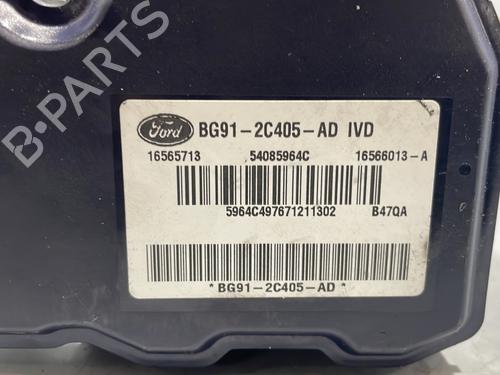 B-PARTS
Ford BG91-2C405-AD IVD
16565713 54085964C 16566013-A
5964C497671211302 B47QA
*BG91-2C405-AD*